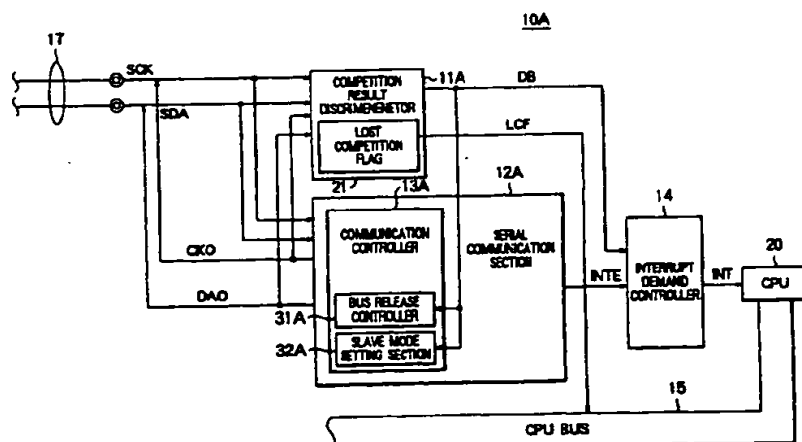 10A
17
SCK
SDA
COMPETITION
RESULT
DISCRIMENENETOR
11A
DB
LOST
COMPETITION
FLAG
LCF
21
13A
12A
COMMUNICATION
CONTROLLER
SERIAL
COMMUNICATION
SECTION
14
INTERRUPT
DEMAND
CONTROLLER
20
CPU
CKO
DAO
INTE
INT
BUS RELEASE
CONTROLLER
31A
SLAVE MODE
SETTING SECTION
32A
15
CPU BUS